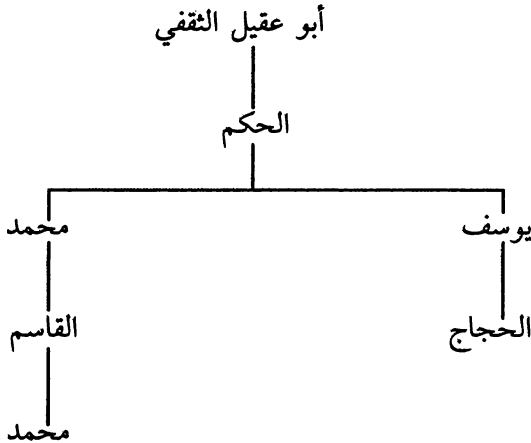 أبو عقيل الثقفي
الحكم
يوسف
محمد
الحجاج
القاسم
محمد